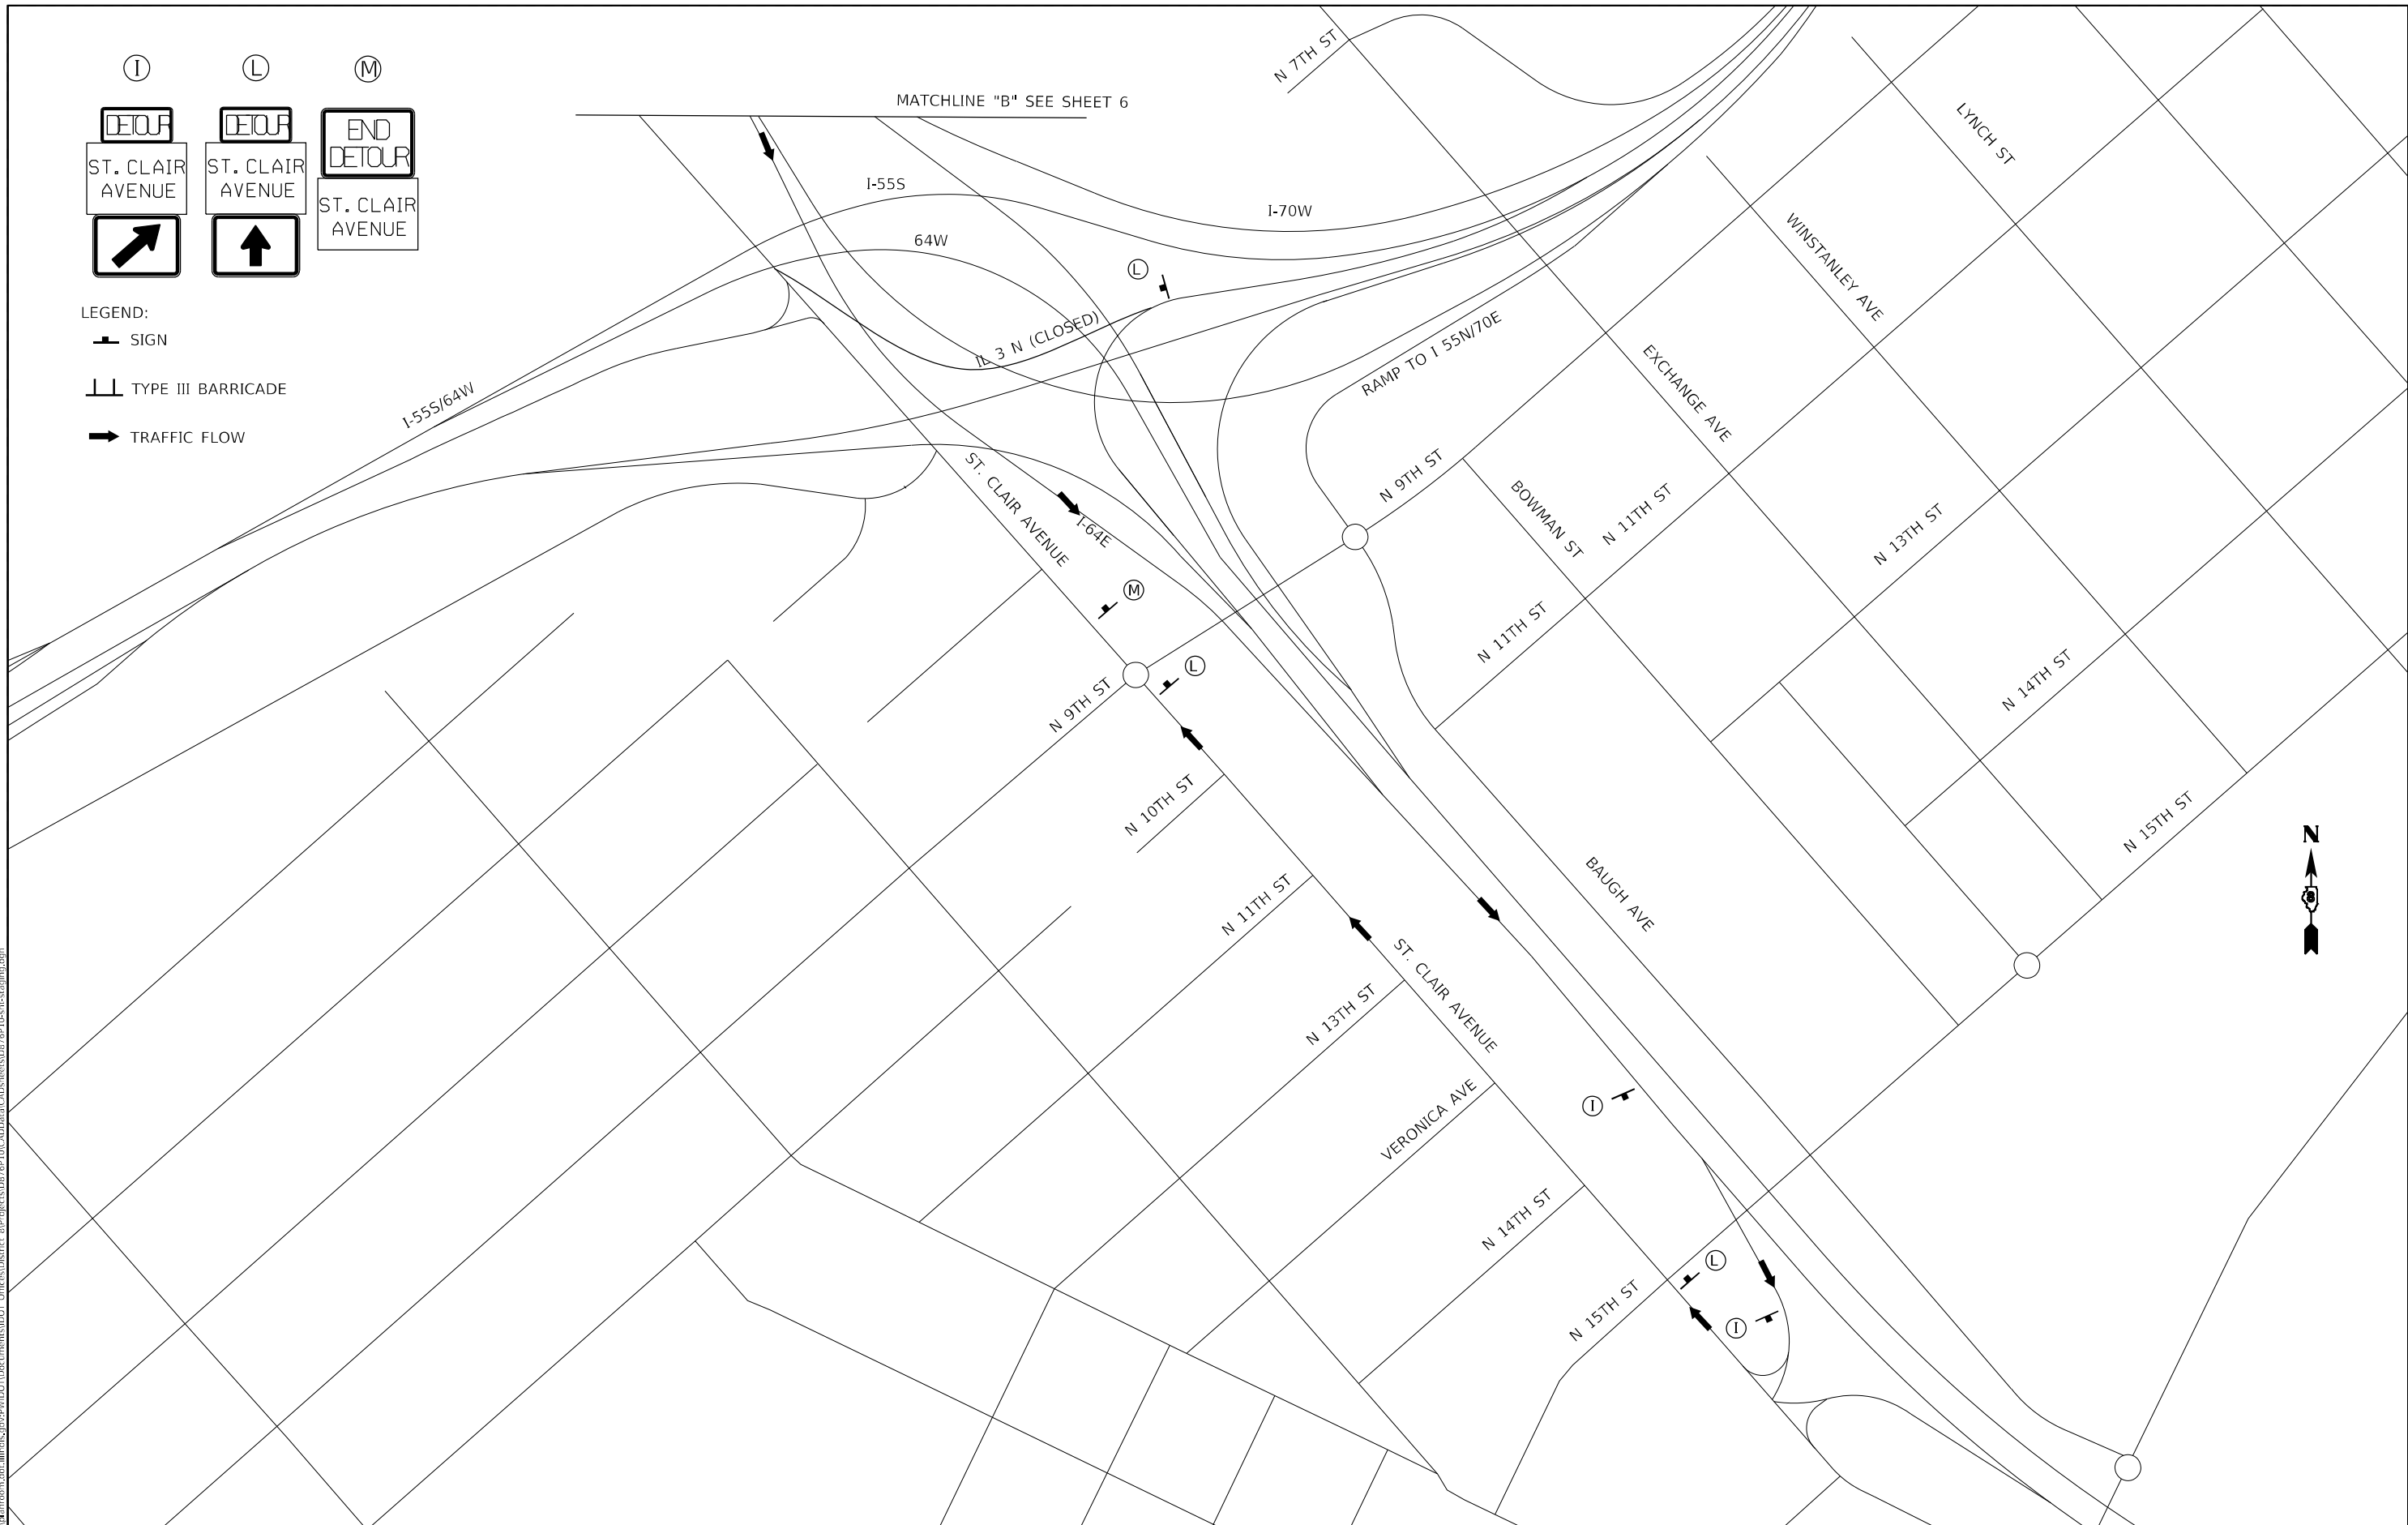 I
L
M
DETOUR
ST. CLAIR
AVENUE
DETOUR
ST. CLAIR
AVENUE
END
DETOUR
ST. CLAIR
AVENUE
LEGEND:
SIGN
TYPE III BARRICADE
TRAFFIC FLOW
MATCHLINE "B" SEE SHEET 6
N 7TH ST
LYNCH ST
I-55S
I-70W
64W
WINSTANLEY AVE
L
IL 3 N (CLOSED)
RAMP TO I 55N/70E
EXCHANGE AVE
I-55S/64W
ST. CLAIR AVENUE
N 9TH ST
BOWMAN ST
N 11TH ST
I-64E
N 13TH ST
M
N 11TH ST
L
N 9TH ST
N 14TH ST
N 10TH ST
N 15TH ST
N
8
BAUGH AVE
N 11TH ST
ST. CLAIR AVENUE
N 13TH ST
I
VERONICA AVE
N 14TH ST
L
N 15TH ST
I